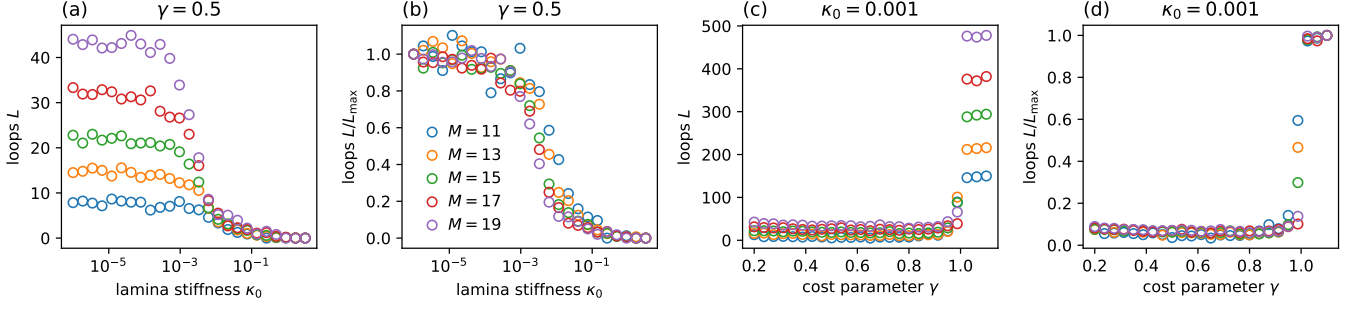 (a) γ = 0.5
loops L
40
30
20
10
0
10⁻⁵ 10⁻³ 10⁻¹
lamina stiffness κ₀
(b) γ = 0.5
loops L/Lₘₐₓ
1.0
0.8
0.6
0.4
0.2
0.0
M = 11
M = 13
M = 15
M = 17
M = 19
10⁻⁵ 10⁻³ 10⁻¹
lamina stiffness κ₀
(c) κ₀ = 0.001
loops L
500
400
300
200
100
0
0.2 0.4 0.6 0.8 1.0
cost parameter γ
(d) κ₀ = 0.001
loops L/Lₘₐₓ
1.0
0.8
0.6
0.4
0.2
0.0
0.2 0.4 0.6 0.8 1.0
cost parameter γ